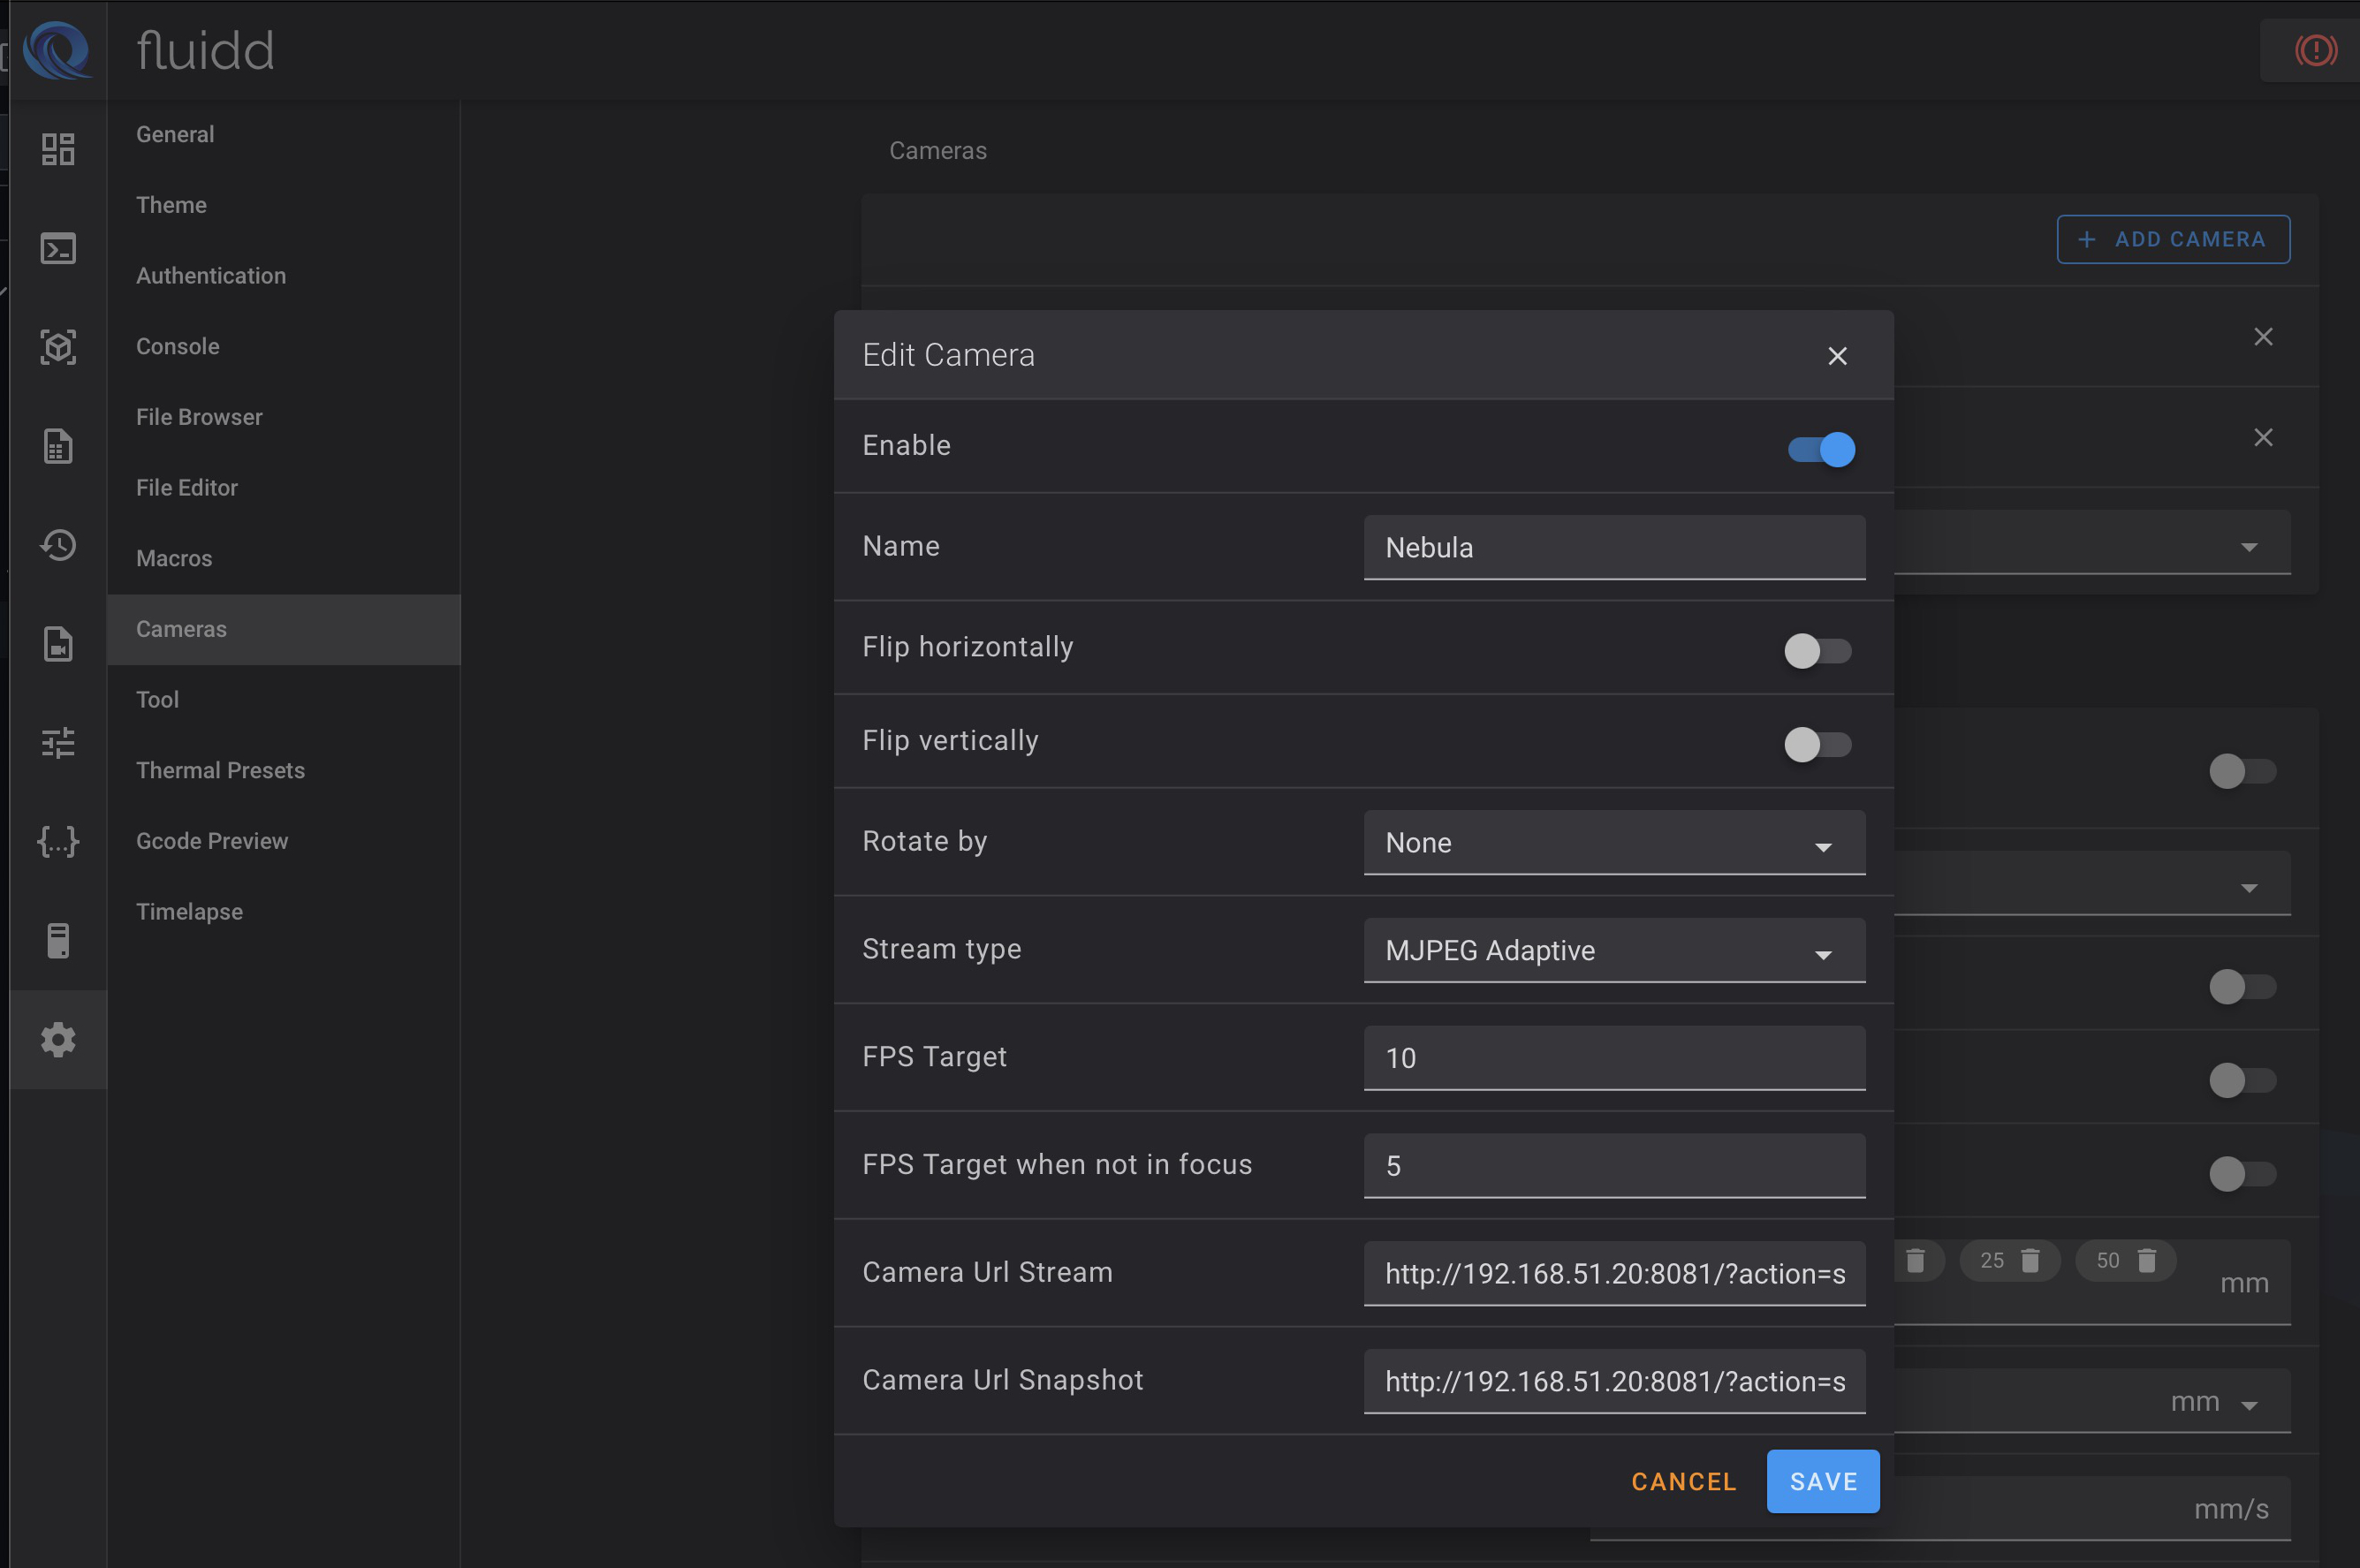 fluidd
General
Theme
Authentication
Console
File Browser
File Editor
Macros
Cameras
Tool
Thermal Presets
Gcode Preview
Timelapse
Cameras
ADD CAMERA
Edit Camera
Enable
Name
Nebula
Flip horizontally
Flip vertically
Rotate by
None
Stream type
MJPEG Adaptive
FPS Target
10
FPS Target when not in focus
5
Camera Url Stream
http://192.168.51.20:8081/?action=s
Camera Url Snapshot
http://192.168.51.20:8081/?action=s
CANCEL
SAVE
25
50
mm
mm
mm/s